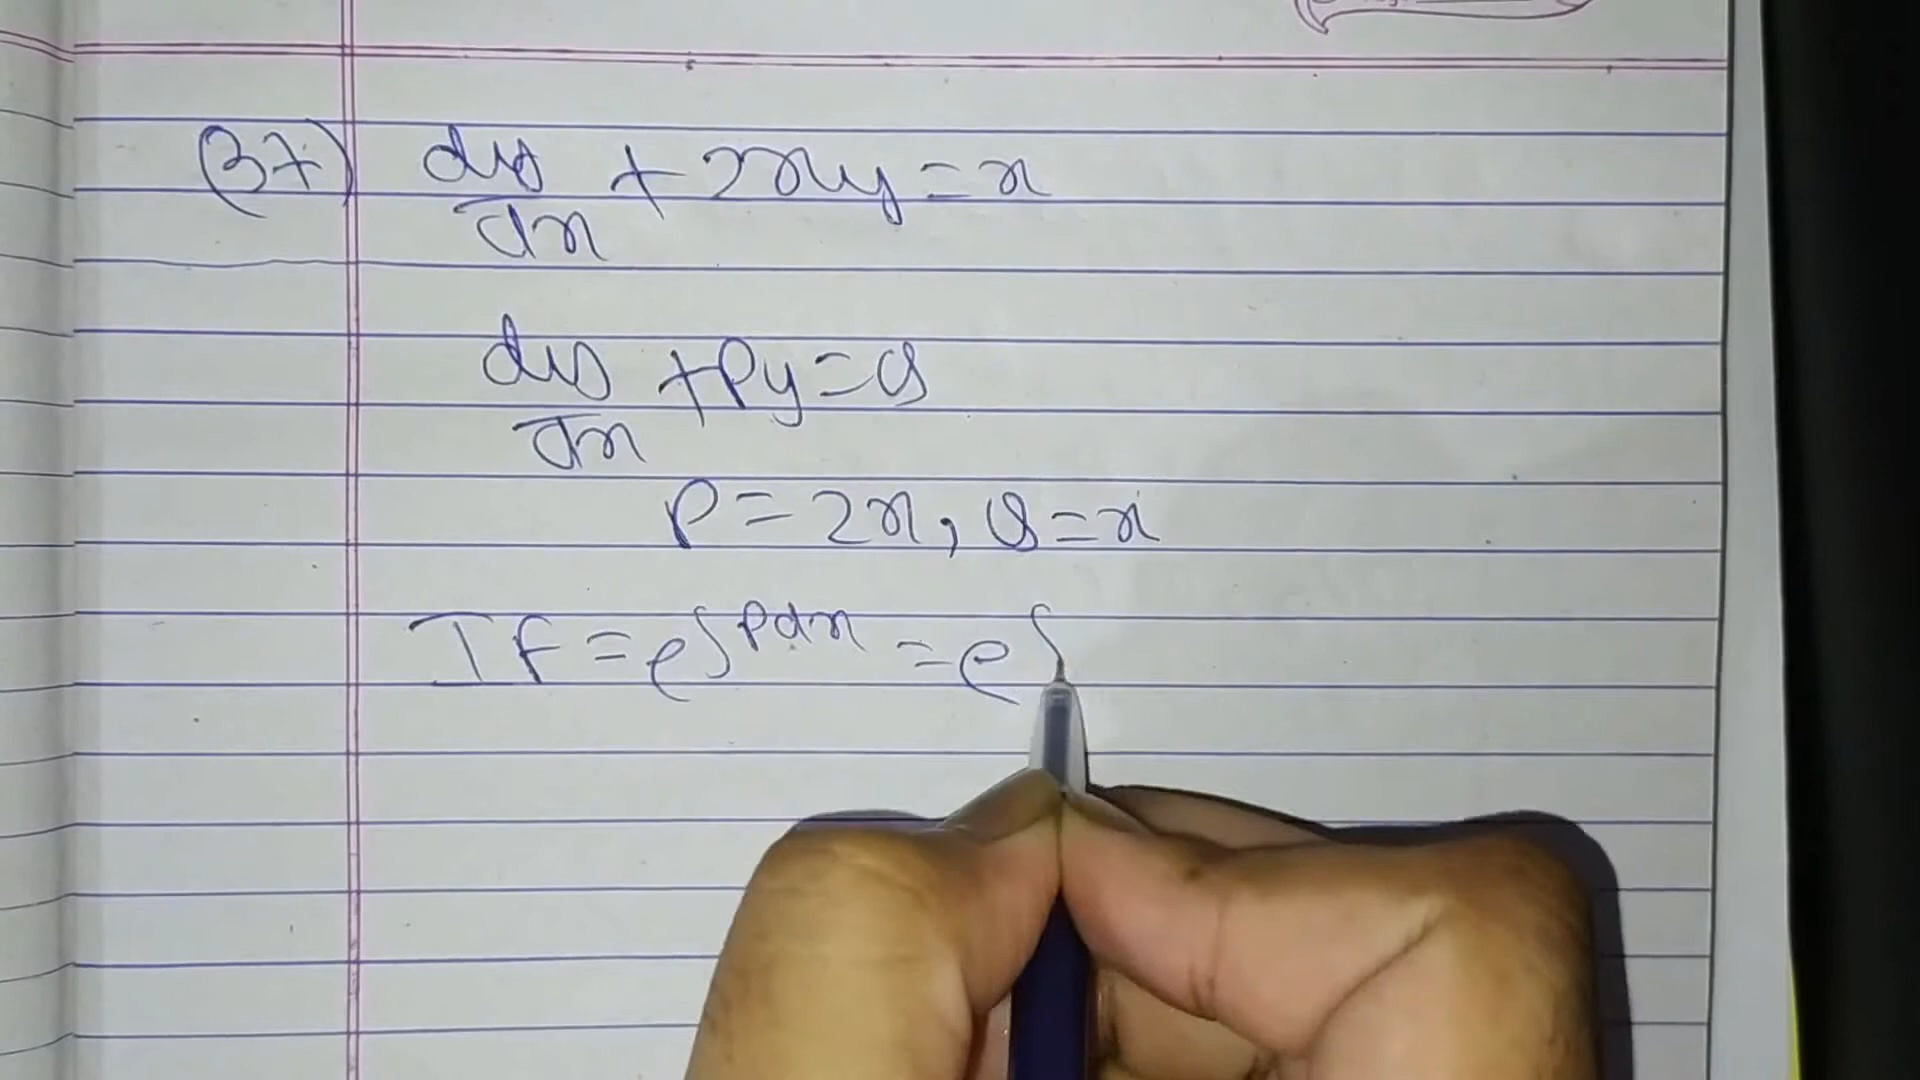 (37) dy/dx + 2xy = x
dy/dx + Py = Q
P = 2x, Q = x
IF = e∫Pdx = e∫